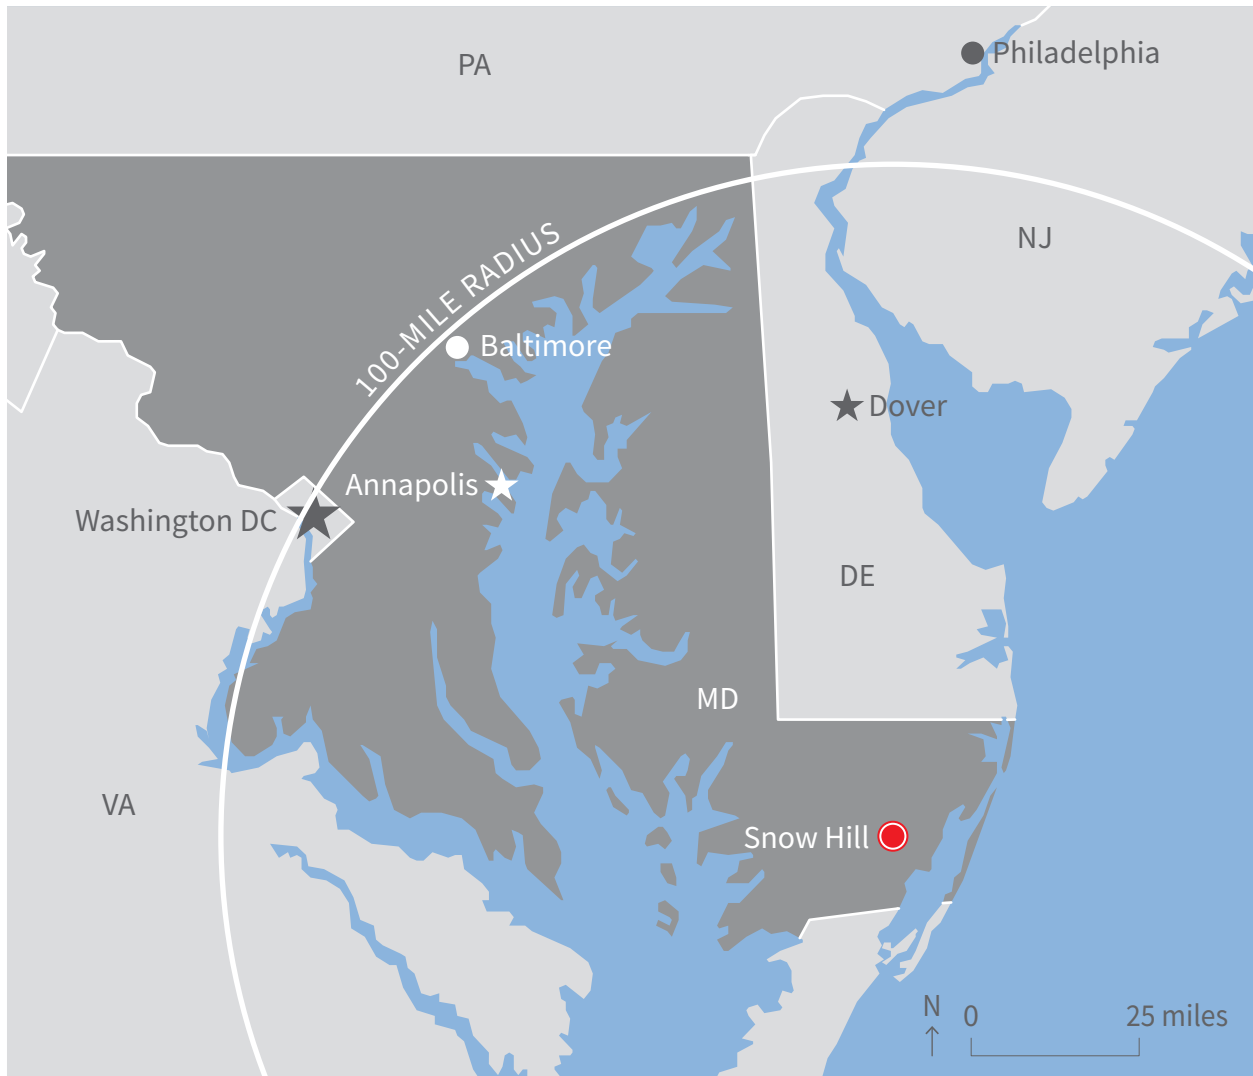 PA
Philadelphia
NJ
100-MILE RADIUS
Baltimore
Dover
Annapolis
Washington DC
DE
MD
VA
Snow Hill
N
0
25 miles